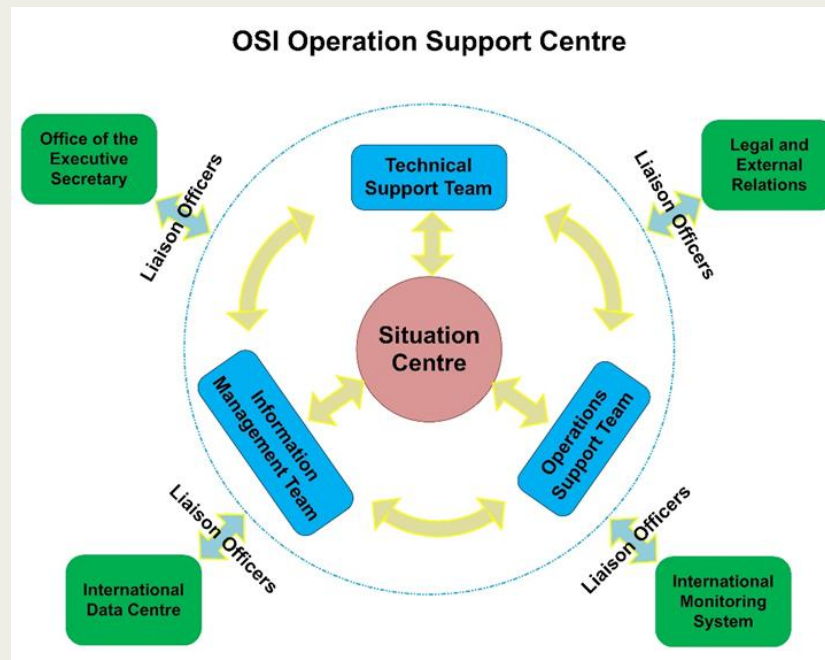 OSI Operation Support Centre
Office of the
Executive
Secretary
Liaison Officers
Technical
Support Team
Liaison Officers
Legal and
External
Relations
Situation
Centre
Information
Management Team
Operations
Support Team
Liaison Officers
International
Data Centre
Liaison Officers
International
Monitoring
System